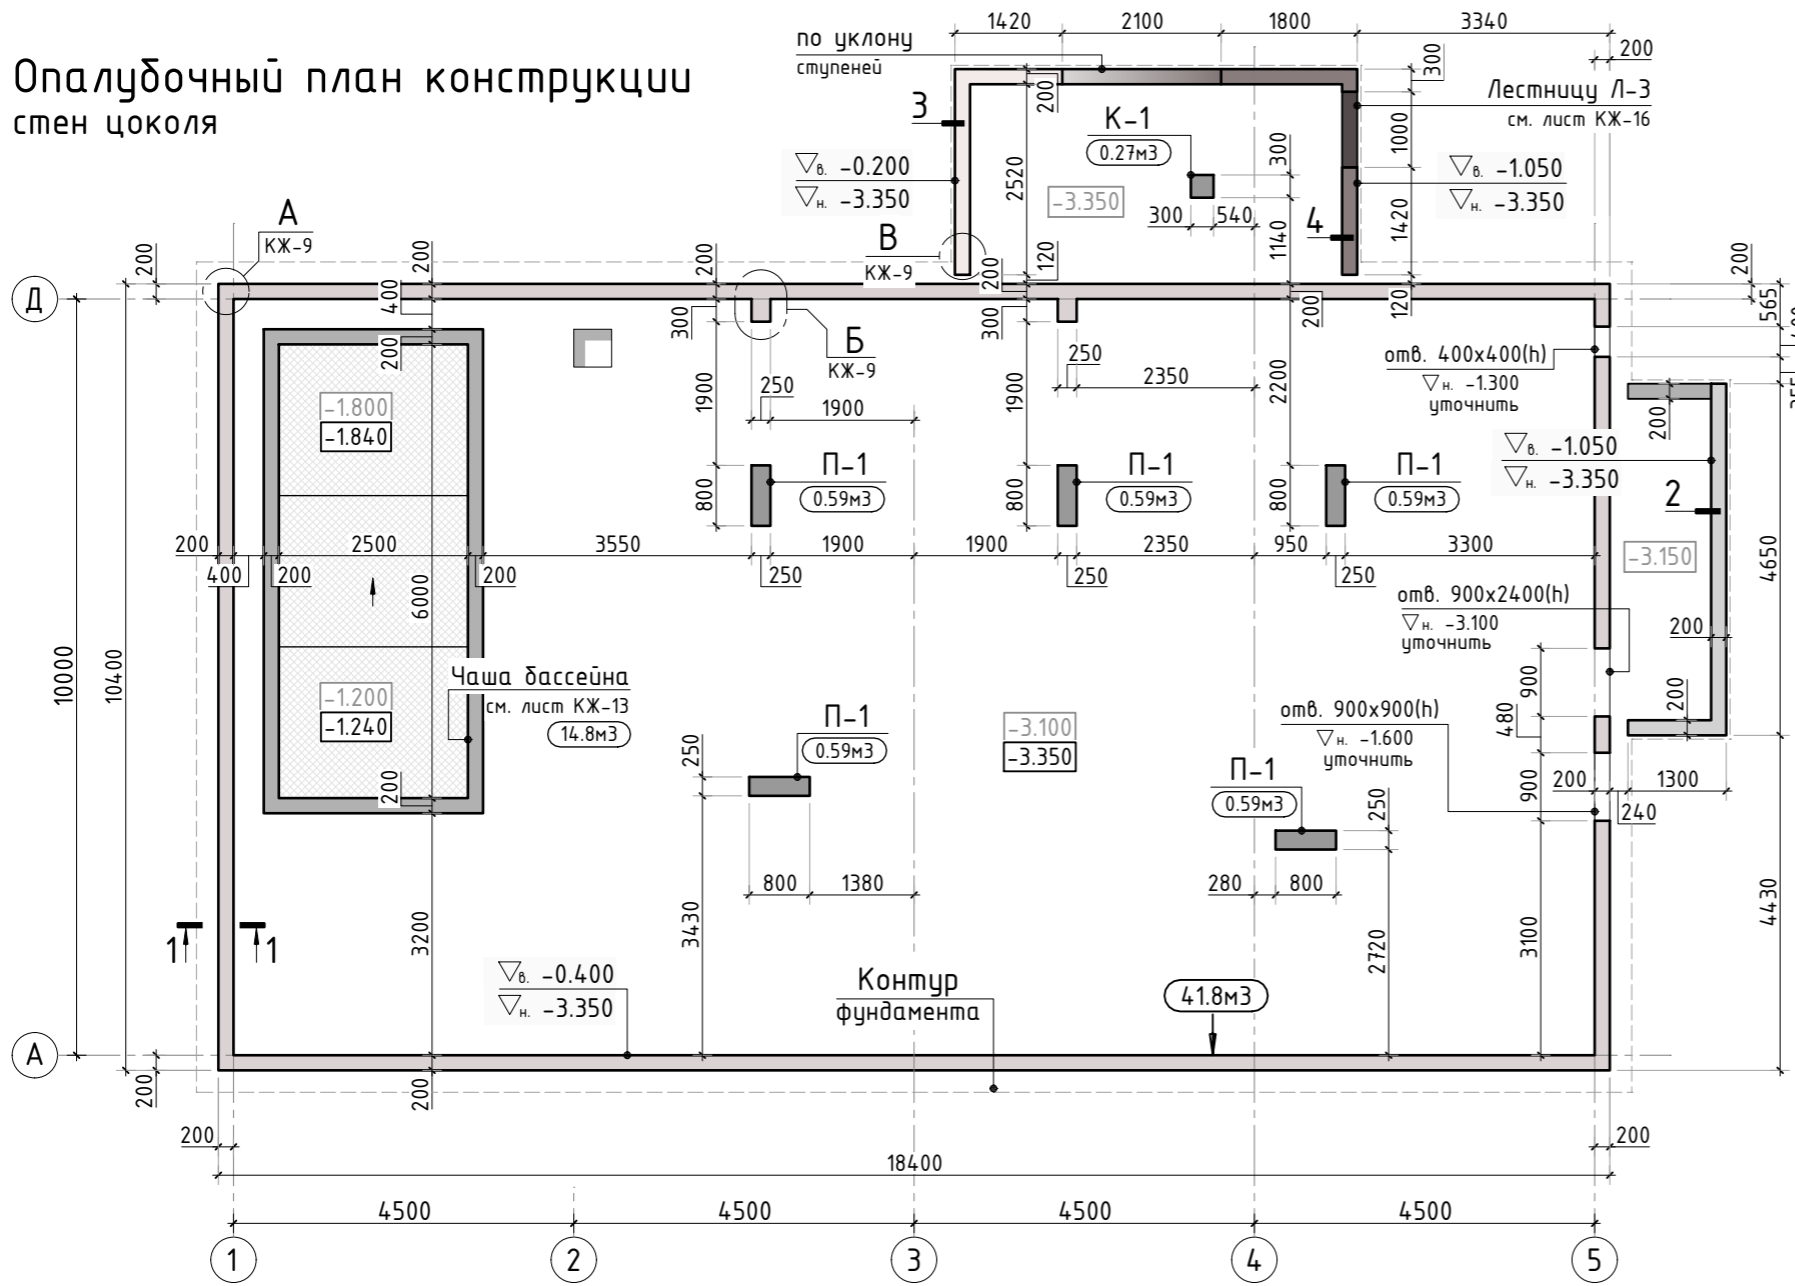 Опалубочный план конструкции
стен цоколя
1420 2100 1800 3340
200
по уклону
ступеней
300
200
Лестницу Л-3
см. лист КЖ-16
3
К-1
0.27м3
300
1000
▽в. -0.200
▽н. -3.350
2520
-3.350
▽в. -1.050
▽н. -3.350
300 540
1140
4
1420
А
КЖ-9
В
КЖ-9
200
200
200
200
120
200
120
200
Д
400
300
300
200
565
Б
КЖ-9
отв. 400х400(h)
▽н. -1.300
уточнить
200
250
1900
1900
250
2350
1900
2200
-1.800
-1.840
200
▽в. -1.050
▽н. -3.350
П-1
0.59м3
П-1
0.59м3
П-1
0.59м3
800
800
800
2
200 2500 3550 1900 1900 2350 950 3300
400 200 200 250 250 250
-3.150
4650
6000
10000
10400
отв. 900х2400(h)
▽н. -3.100
уточнить
200
Чаша бассейна
см. лист КЖ-13
14.8м3
-1.200
-1.240
900
200
480
П-1
0.59м3
250
-3.100
-3.350
отв. 900х900(h)
▽н. -1.600
уточнить
П-1
0.59м3
250
200
900
200 1300
240
800 1380
280 800
3200
3430
2720
3100
4430
1 1
▽в. -0.400
▽н. -3.350
Контур
фундамента
41.8м3
А
200
200
200 200
18400
4500 4500 4500 4500
1 2 3 4 5